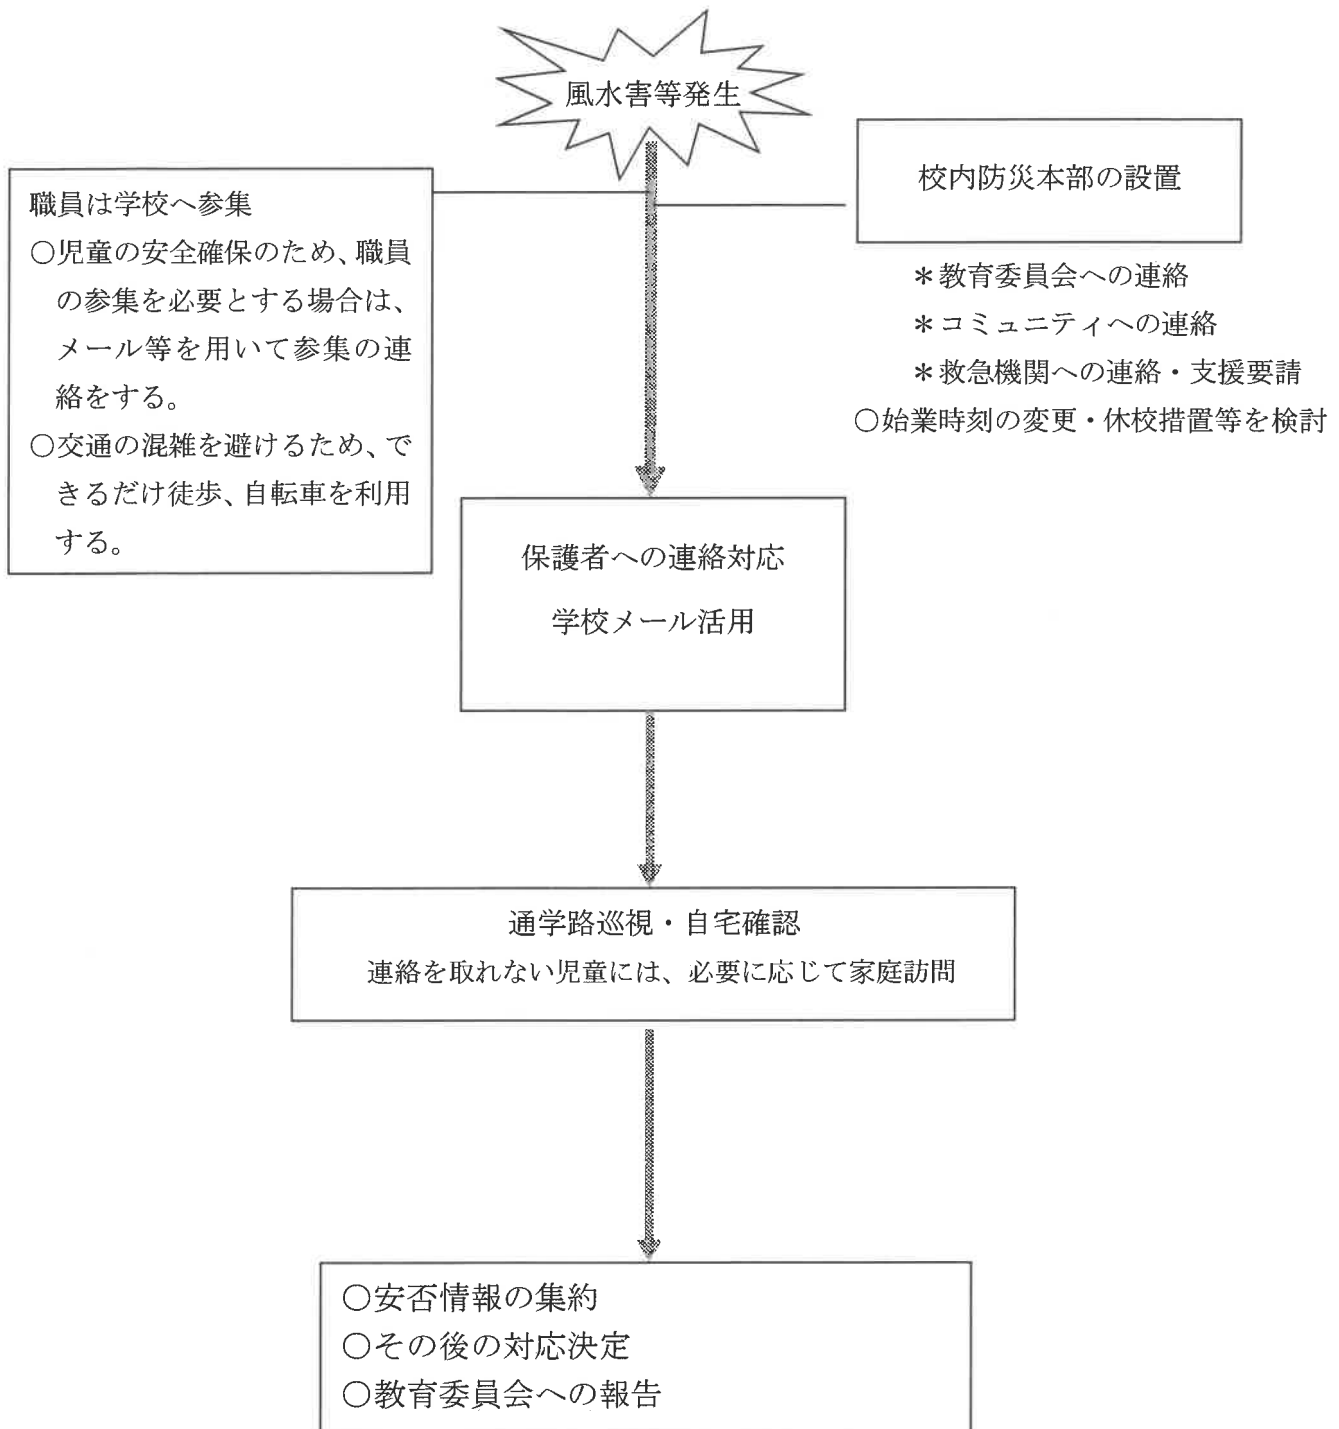 風水害等発生
職員は学校へ参集
○児童の安全確保のため、職員
の参集を必要とする場合は、
メール等を用いて参集の連
絡をする。
○交通の混雑を避けるため、で
きるだけ徒歩、自転車を利用
する。
校内防災本部の設置
＊教育委員会への連絡
＊コミュニティへの連絡
＊救急機関への連絡・支援要請
○始業時刻の変更・休校措置等を検討
保護者への連絡対応
学校メール活用
通学路巡視・自宅確認
連絡を取れない児童には、必要に応じて家庭訪問
○安否情報の集約
○その後の対応決定
○教育委員会への報告